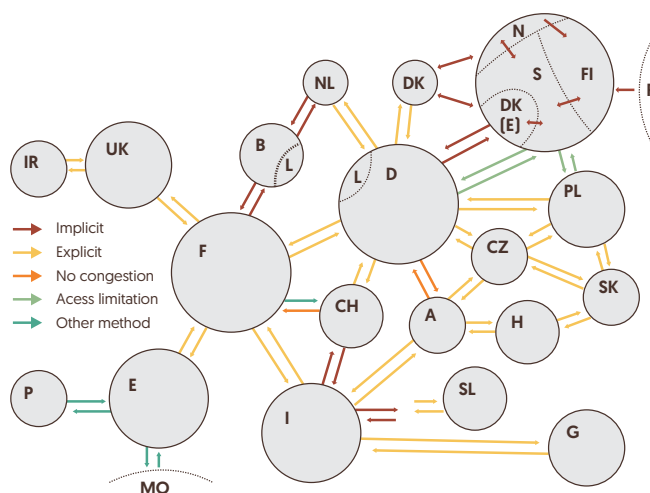 N
NL
DK
S
FI
DK
(E)
B
L
IR
UK
L
D
PL
Implicit
Explicit
No congestion
Acess limitation
Other method
F
CZ
SK
CH
A
H
P
E
I
SL
G
MO